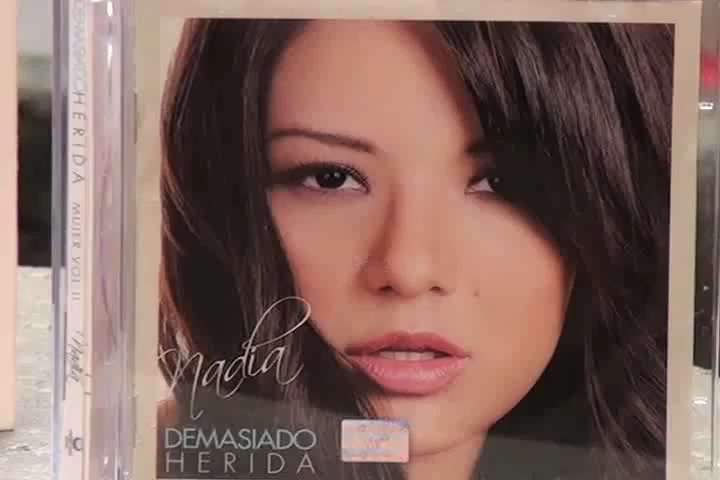 DEMASIADO HERIDA MUJER VOL II Nadia
Nadia
DEMASIADO
HERIDA